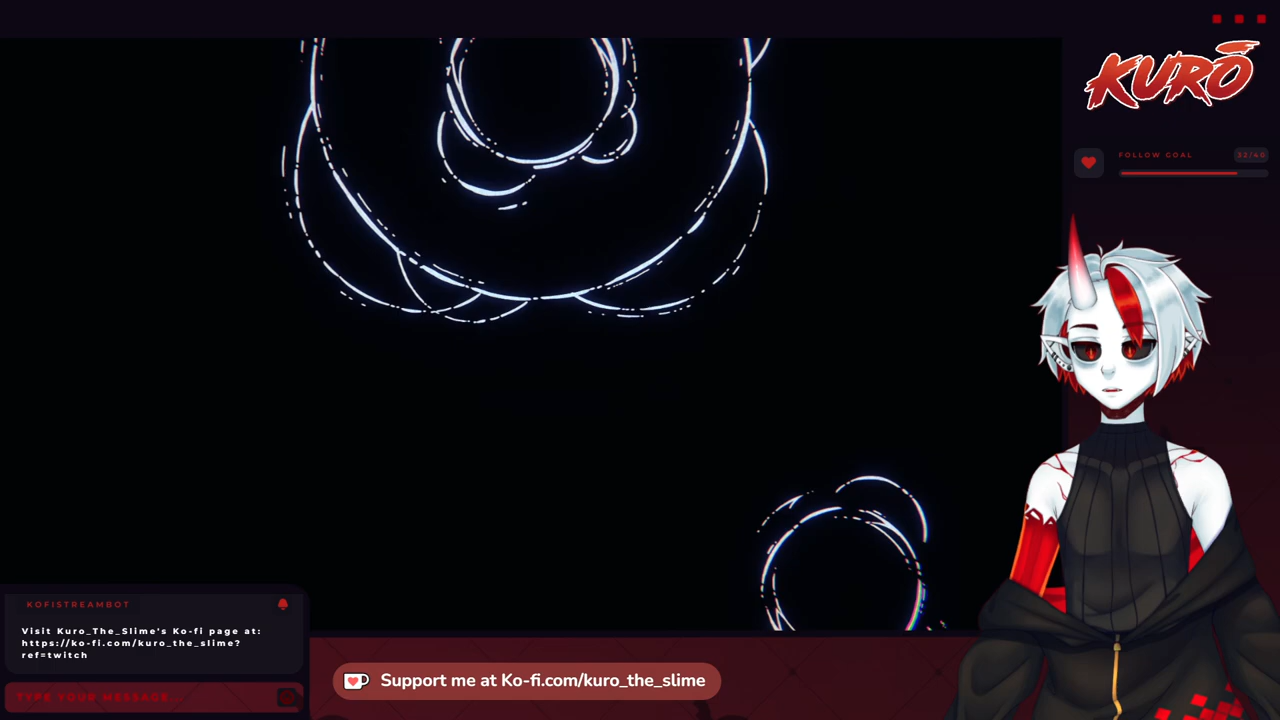 KURŌ
FOLLOW GOAL 32/40
KOFISTREAMBOT
Visit Kuro_The_Slime's Ko-fi page at:
https://ko-fi.com/kuro_the_slime?
ref=twitch
TYPE YOUR MESSAGE...
Support me at Ko-fi.com/kuro_the_slime